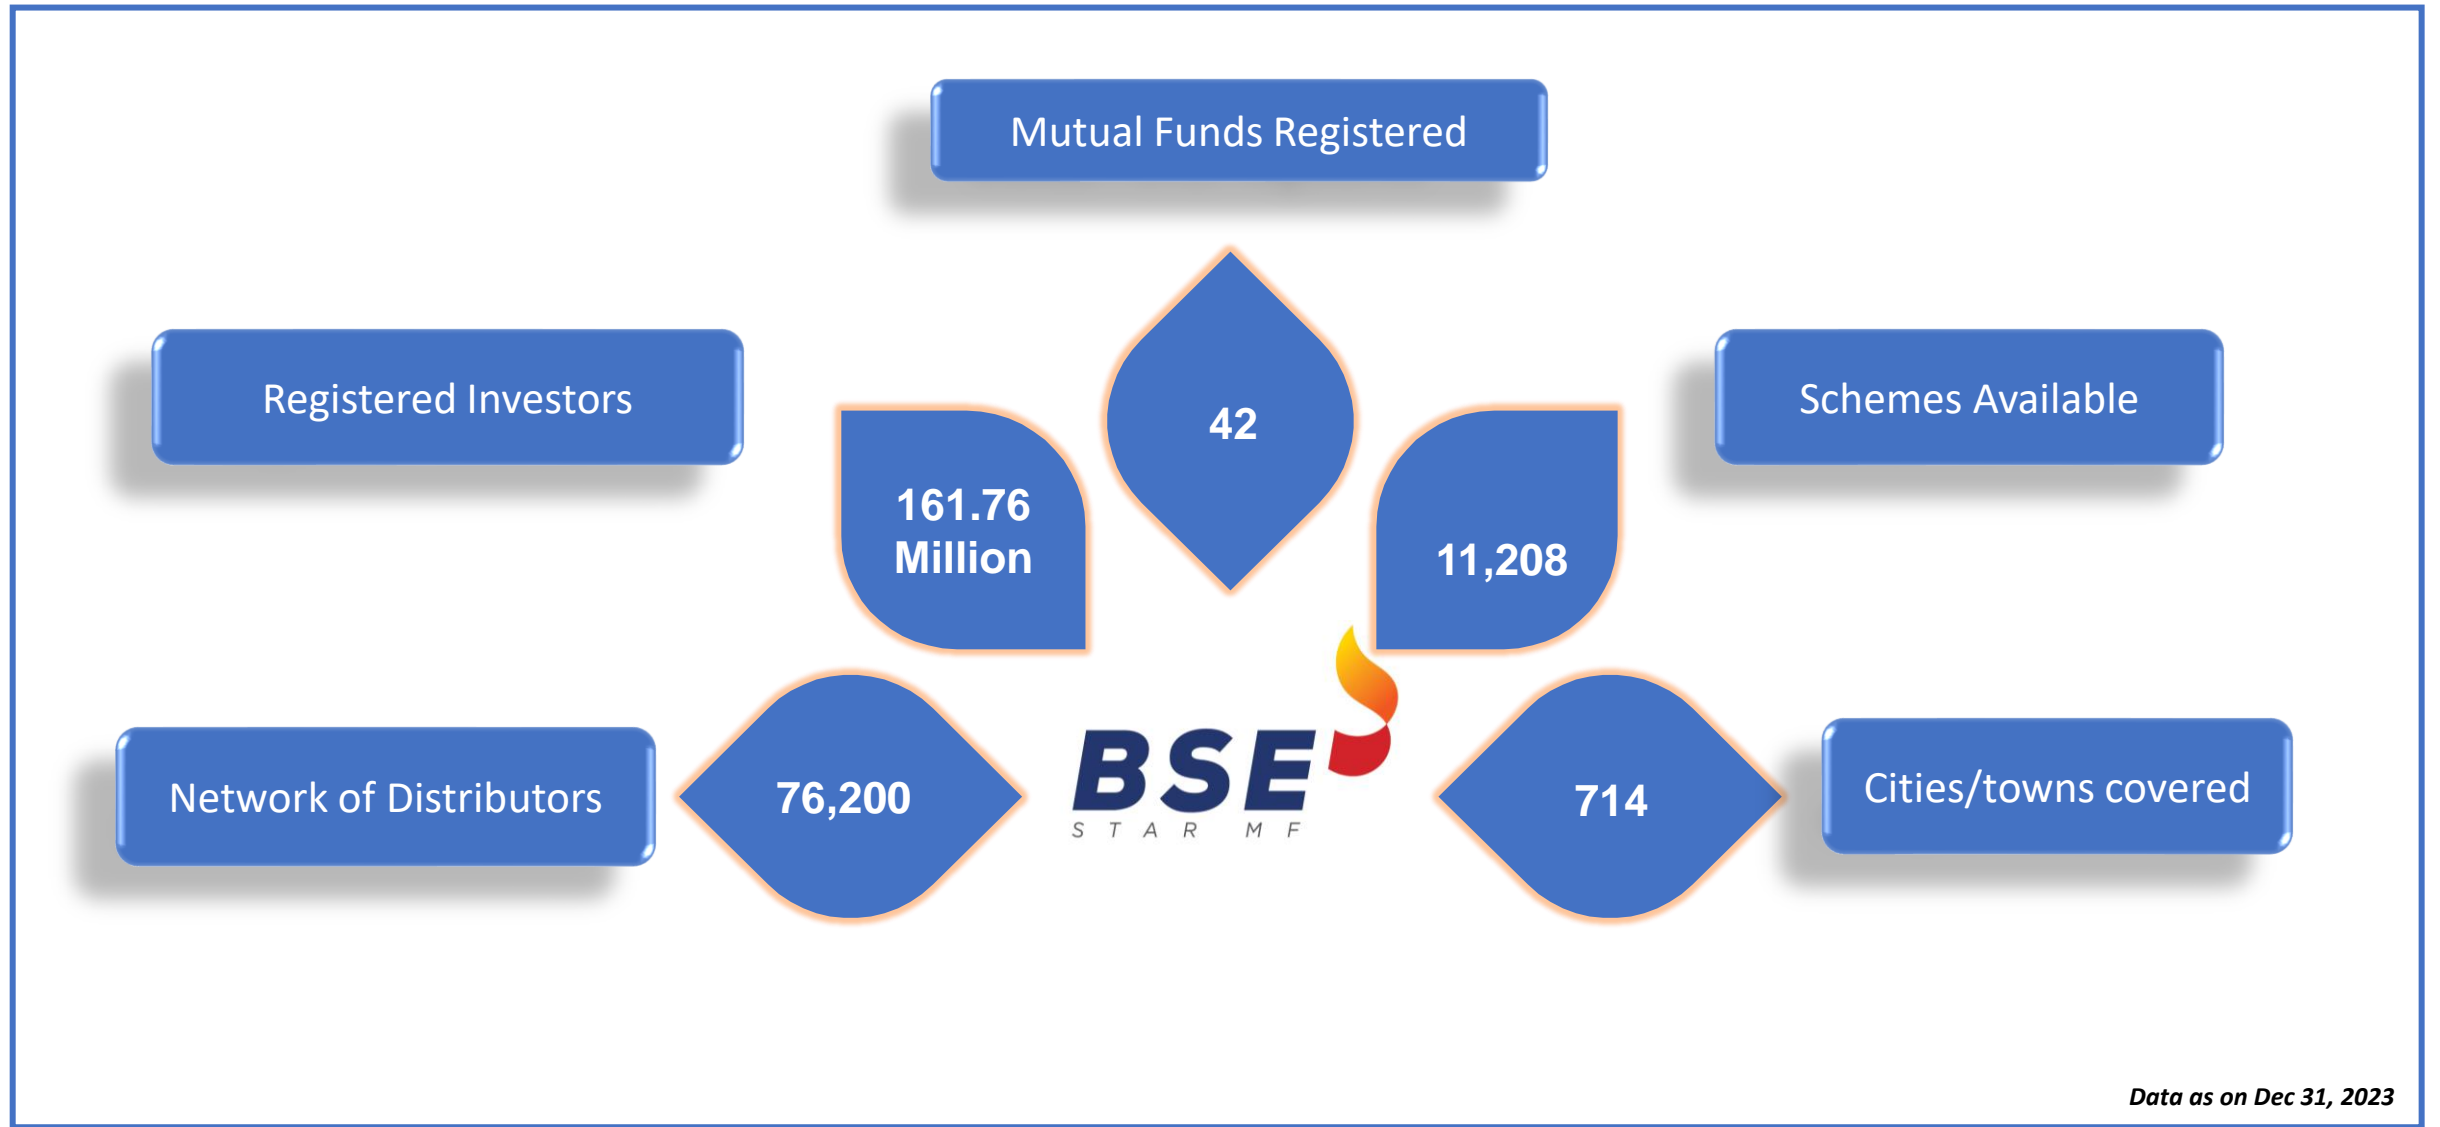 Mutual Funds Registered
42
Registered Investors
161.76
Million
Schemes Available
11,208
Network of Distributors
76,200
BSE
STAR MF
714
Cities/towns covered
Data as on Dec 31, 2023